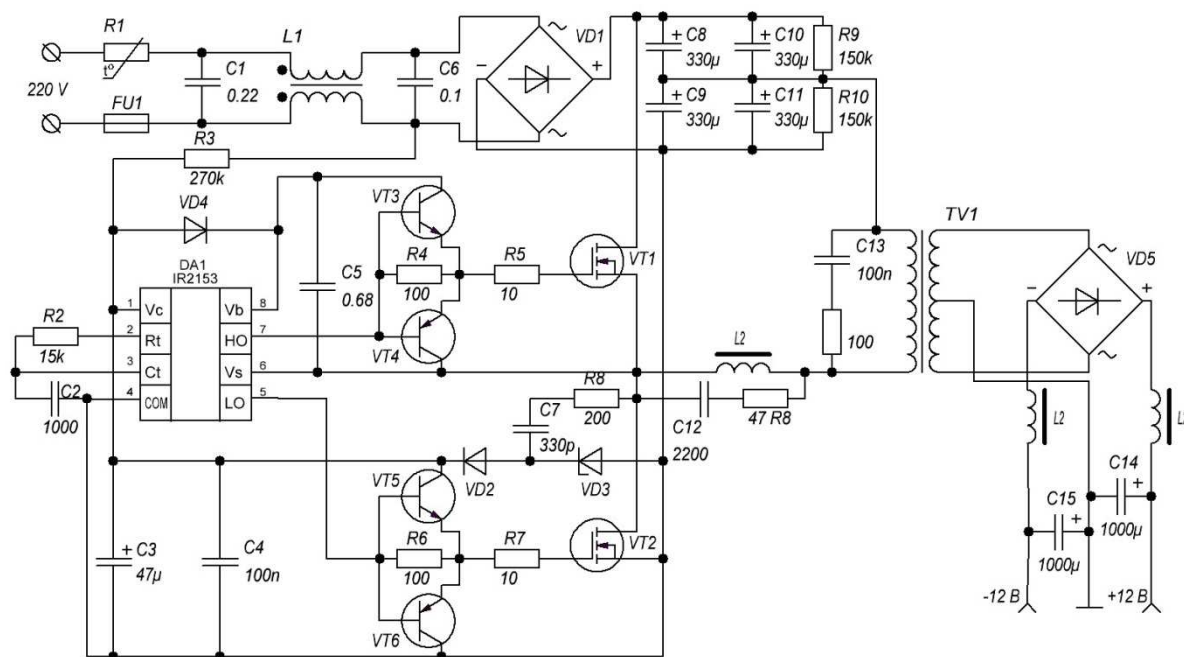 R1
t°
220 V
FU1
C1
0.22
L1
C6
0.1
VD1
~
~
+
−
+ C8
330µ
+ C10
330µ
R9
150k
+ C9
330µ
+ C11
330µ
R10
150k
R3
270k
VD4
DA1
IR2153
1 Vc
2 Rt
3 Ct
4 COM
Vb 8
HO 7
Vs 6
LO 5
R2
15k
C2
1000
C5
0.68
VT3
VT4
R4
100
R5
10
VT1
C13
100n
100
TV1
VD5
~
~
−
+
L2
R8
200
C7
330p
C12
2200
47 R8
VD2
VD3
VT5
VT6
R6
100
R7
10
VT2
+ C3
47µ
C4
100n
L2
C14
+
1000µ
C15
+
1000µ
-12 В
+12 В